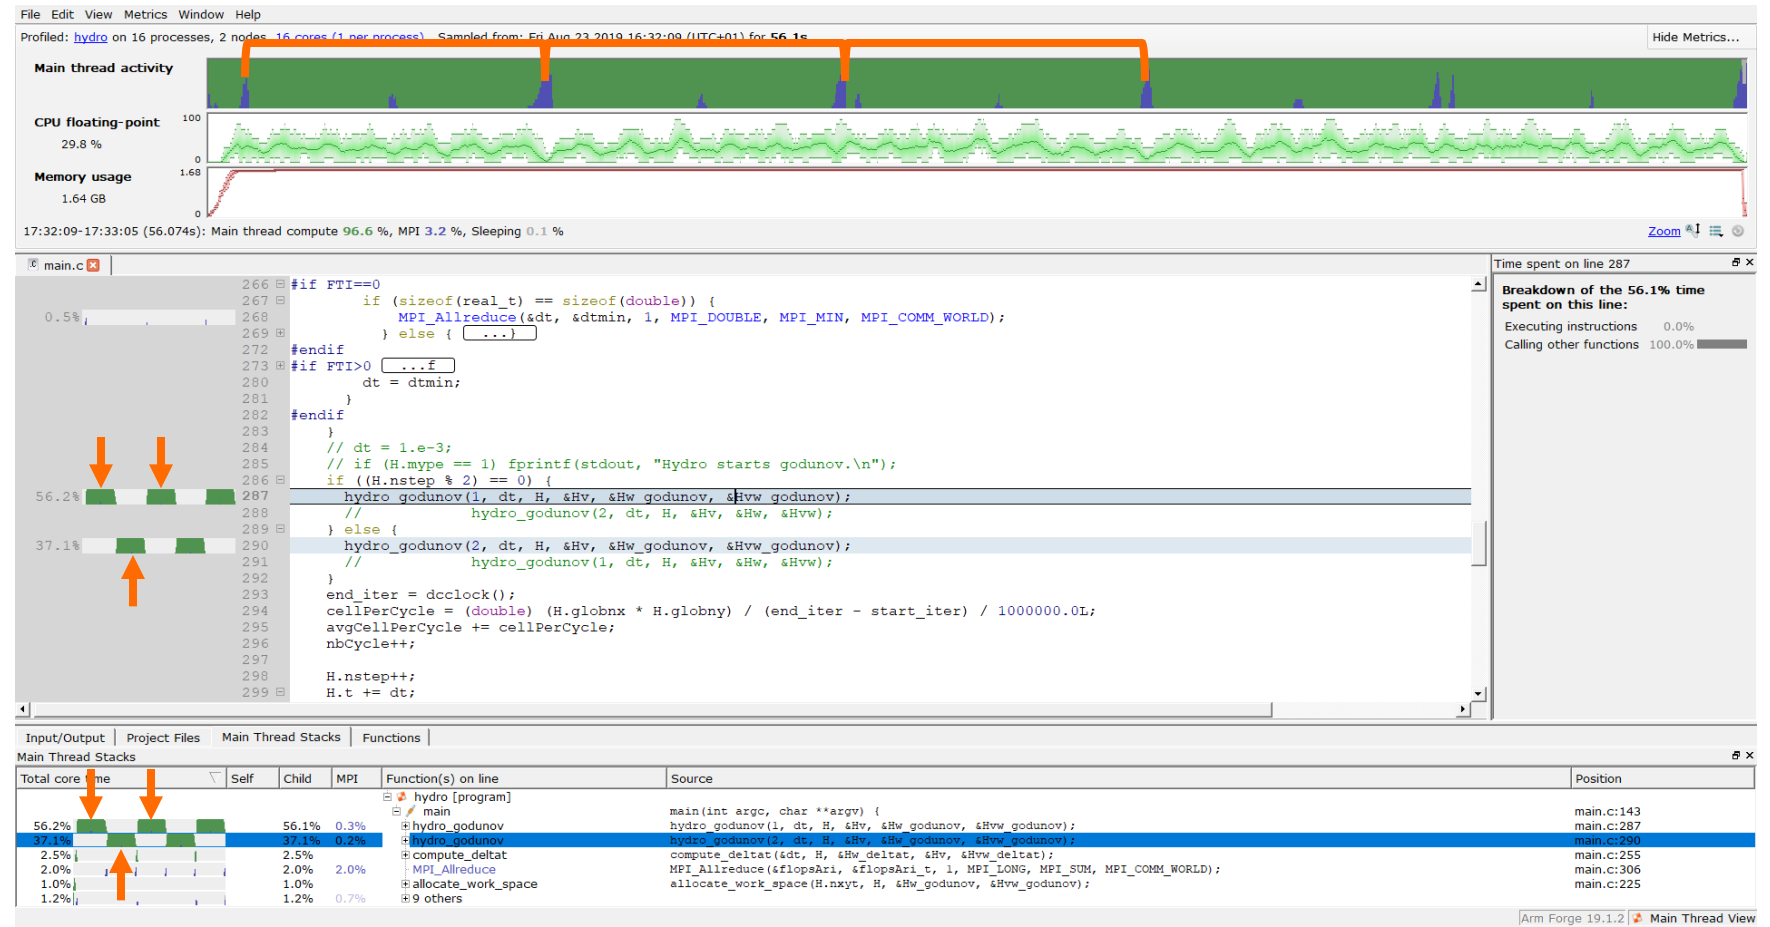 File Edit View Metrics Window Help
Profiled: hydro on 16 processes, 2 nodes, 16 cores (1 per process) Sampled from: Fri Aug 23 2019 16:32:09 (UTC+01) for 56.1s
Hide Metrics...
Main thread activity
CPU floating-point 100
29.8 %
0
Memory usage 1.68
1.64 GB
0
17:32:09-17:33:05 (56.074s): Main thread compute 96.6 %, MPI 3.2 %, Sleeping 0.1 %
Zoom
main.c
Time spent on line 287
Breakdown of the 56.1% time
spent on this line:
Executing instructions 0.0%
Calling other functions 100.0%
266 #if FTI==0
267 if (sizeof(real_t) == sizeof(double)) {
0.5% 268 MPI_Allreduce(&dt, &dtmin, 1, MPI_DOUBLE, MPI_MIN, MPI_COMM_WORLD);
269 } else { ...}
272 #endif
273 #if FTI>0 ...f
280 dt = dtmin;
281 }
282 #endif
283 }
284 // dt = 1.e-3;
285 // if (H.mype == 1) fprintf(stdout, "Hydro starts godunov.\n");
286 if ((H.nstep % 2) == 0) {
56.2% 287 hydro_godunov(1, dt, H, &Hv, &Hw_godunov, &Hvw_godunov);
288 // hydro_godunov(2, dt, H, &Hv, &Hw, &Hvw);
289 } else {
37.1% 290 hydro_godunov(2, dt, H, &Hv, &Hw_godunov, &Hvw_godunov);
291 // hydro_godunov(1, dt, H, &Hv, &Hw, &Hvw);
292 }
293 end_iter = dcclock();
294 cellPerCycle = (double) (H.globnx * H.globny) / (end_iter - start_iter) / 1000000.0L;
295 avgCellPerCycle += cellPerCycle;
296 nbCycle++;
297
298 H.nstep++;
299 H.t += dt;
Input/Output Project Files Main Thread Stacks Functions
Main Thread Stacks
Total core time Self Child MPI Function(s) on line Source Position
hydro [program]
main main(int argc, char **argv) { main.c:143
56.2% 56.1% 0.3% hydro_godunov hydro_godunov(1, dt, H, &Hv, &Hw_godunov, &Hvw_godunov); main.c:287
37.1% 37.1% 0.2% hydro_godunov hydro_godunov(2, dt, H, &Hv, &Hw_godunov, &Hvw_godunov); main.c:290
2.5% 2.5% compute_deltat compute_deltat(&dt, H, &Hw_deltat, &Hv, &Hvw_deltat); main.c:255
2.0% 2.0% 2.0% MPI_Allreduce MPI_Allreduce(&flopsAri, &flopsAri_t, 1, MPI_LONG, MPI_SUM, MPI_COMM_WORLD); main.c:306
1.0% 1.0% allocate_work_space allocate_work_space(H.nxyt, H, &Hw_godunov, &Hvw_godunov); main.c:225
1.2% 1.2% 0.7% 9 others
Arm Forge 19.1.2 Main Thread View